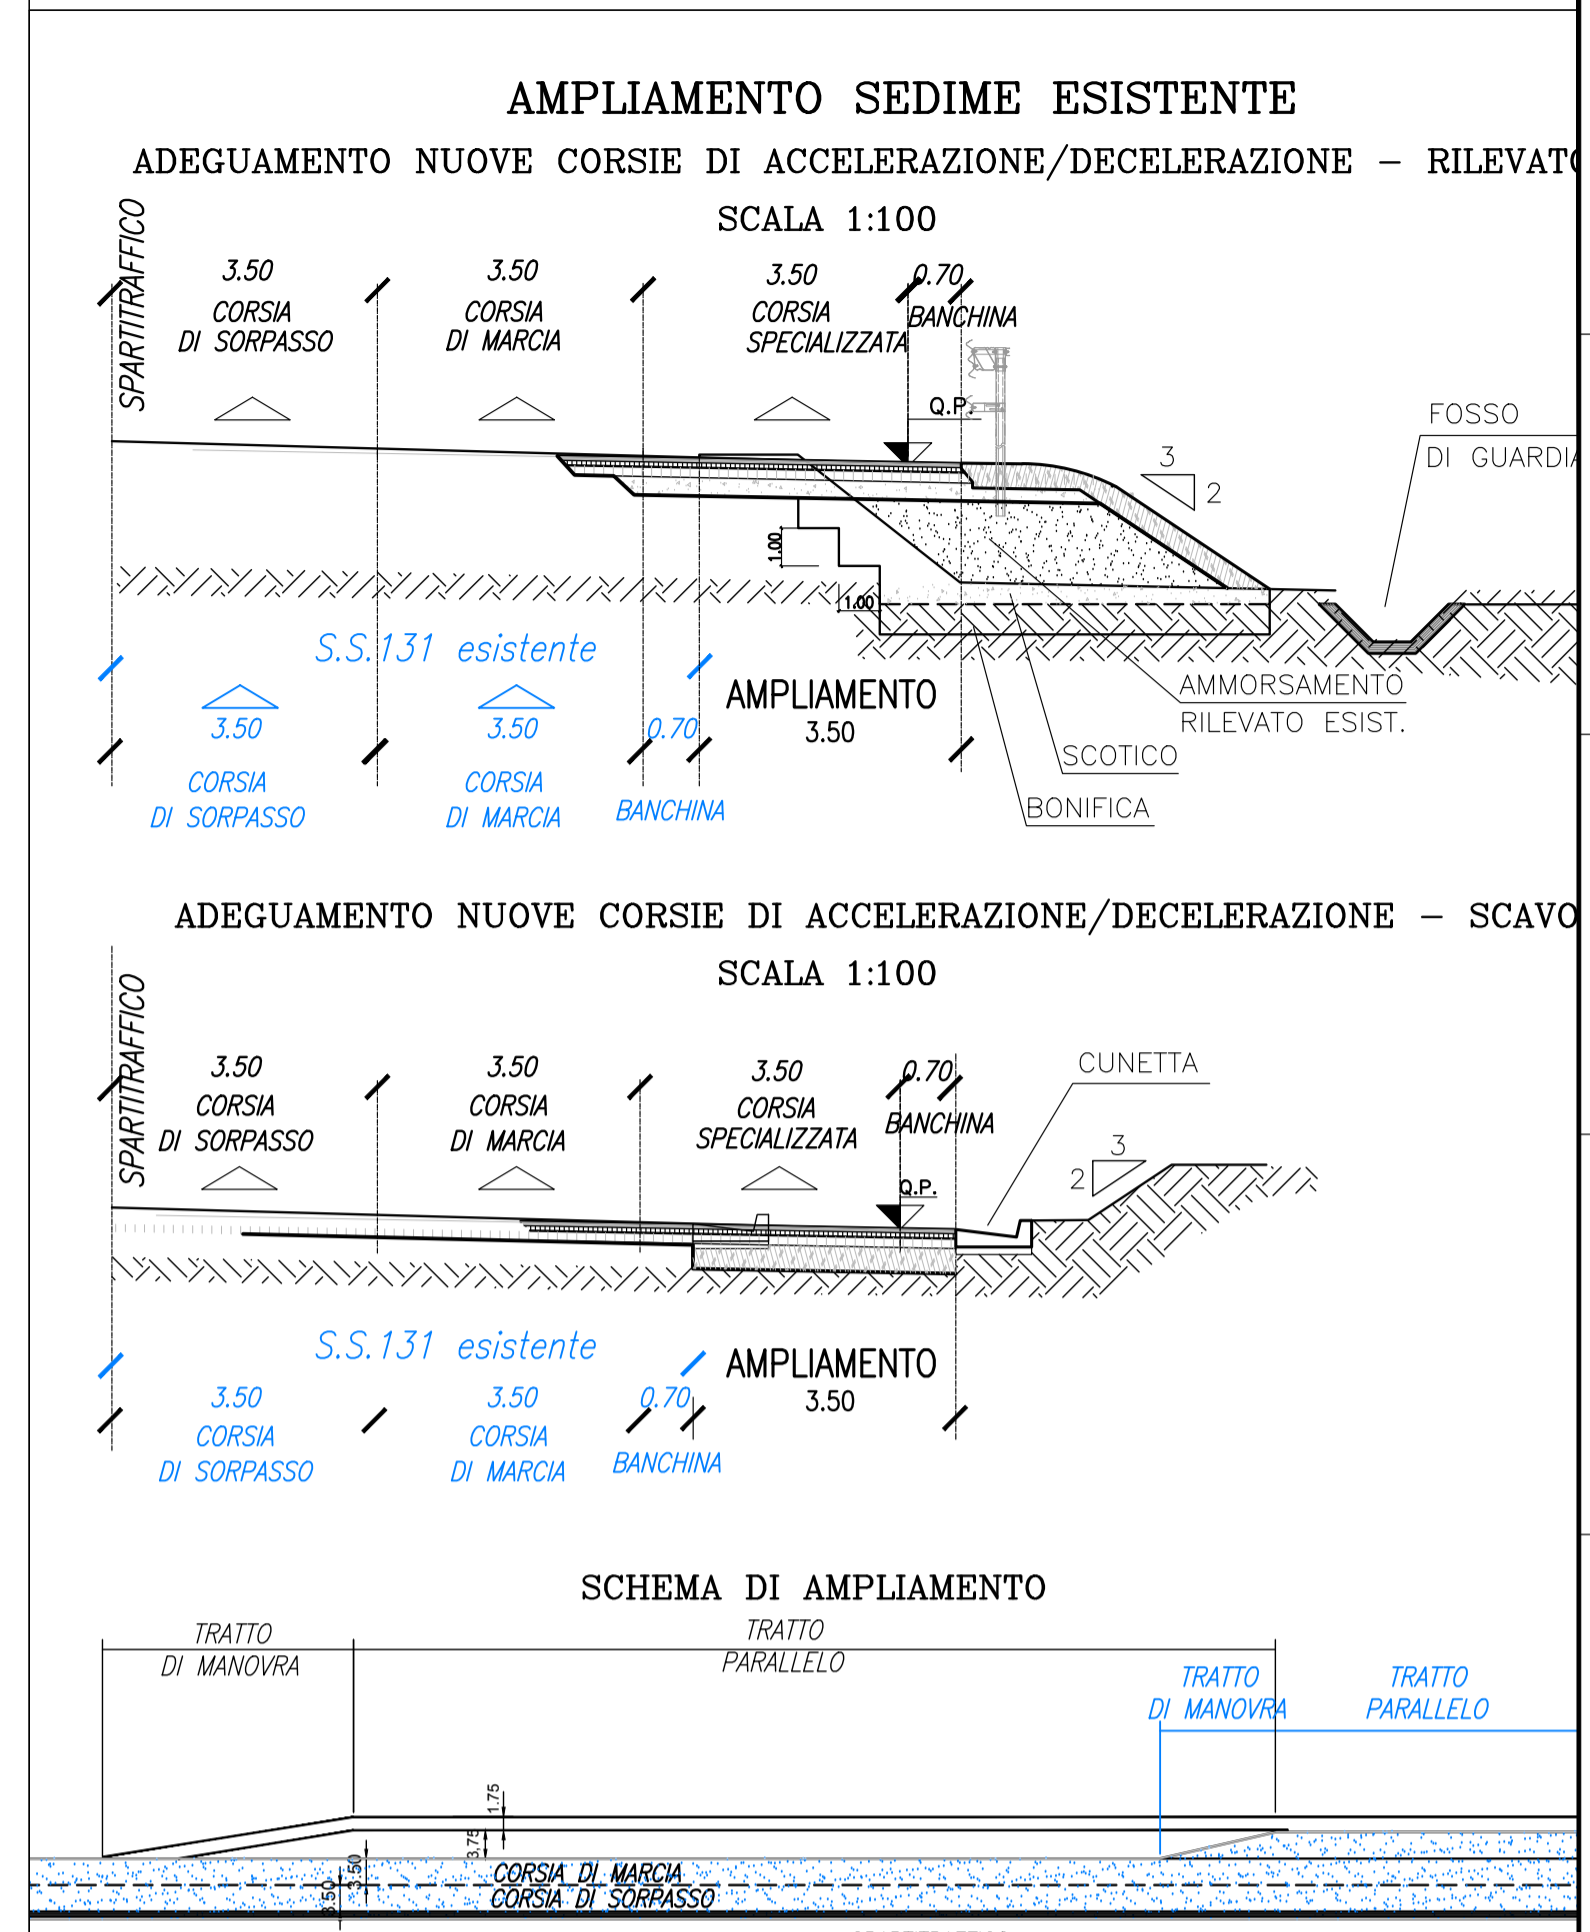 AMPLIAMENTO SEDIME ESISTENTE
ADEGUAMENTO NUOVE CORSIE DI ACCELERAZIONE/DECELERAZIONE – RILEVATO
SCALA 1:100
SPARTITRAFFICO
3.50
CORSIA
DI SORPASSO
3.50
CORSIA
DI MARCIA
3.50
CORSIA
SPECIALIZZATA
0.70
BANCHINA
Q.P.
3
2
FOSSO
DI GUARDIA
1.00
1.00
S.S.131 esistente
AMPLIAMENTO
3.50
3.50
CORSIA
DI SORPASSO
3.50
CORSIA
DI MARCIA
0.70
BANCHINA
AMMORSAMENTO
RILEVATO ESIST.
SCOTICO
BONIFICA
ADEGUAMENTO NUOVE CORSIE DI ACCELERAZIONE/DECELERAZIONE – SCAVO
SCALA 1:100
SPARTITRAFFICO
3.50
CORSIA
DI SORPASSO
3.50
CORSIA
DI MARCIA
3.50
CORSIA
SPECIALIZZATA
0.70
BANCHINA
Q.P.
CUNETTA
3
2
S.S.131 esistente
AMPLIAMENTO
3.50
3.50
CORSIA
DI SORPASSO
3.50
CORSIA
DI MARCIA
0.70
BANCHINA
SCHEMA DI AMPLIAMENTO
TRATTO
DI MANOVRA
TRATTO
PARALLELO
TRATTO
DI MANOVRA
TRATTO
PARALLELO
1.75
3.75
3.50
3.50
CORSIA DI MARCIA
CORSIA DI SORPASSO